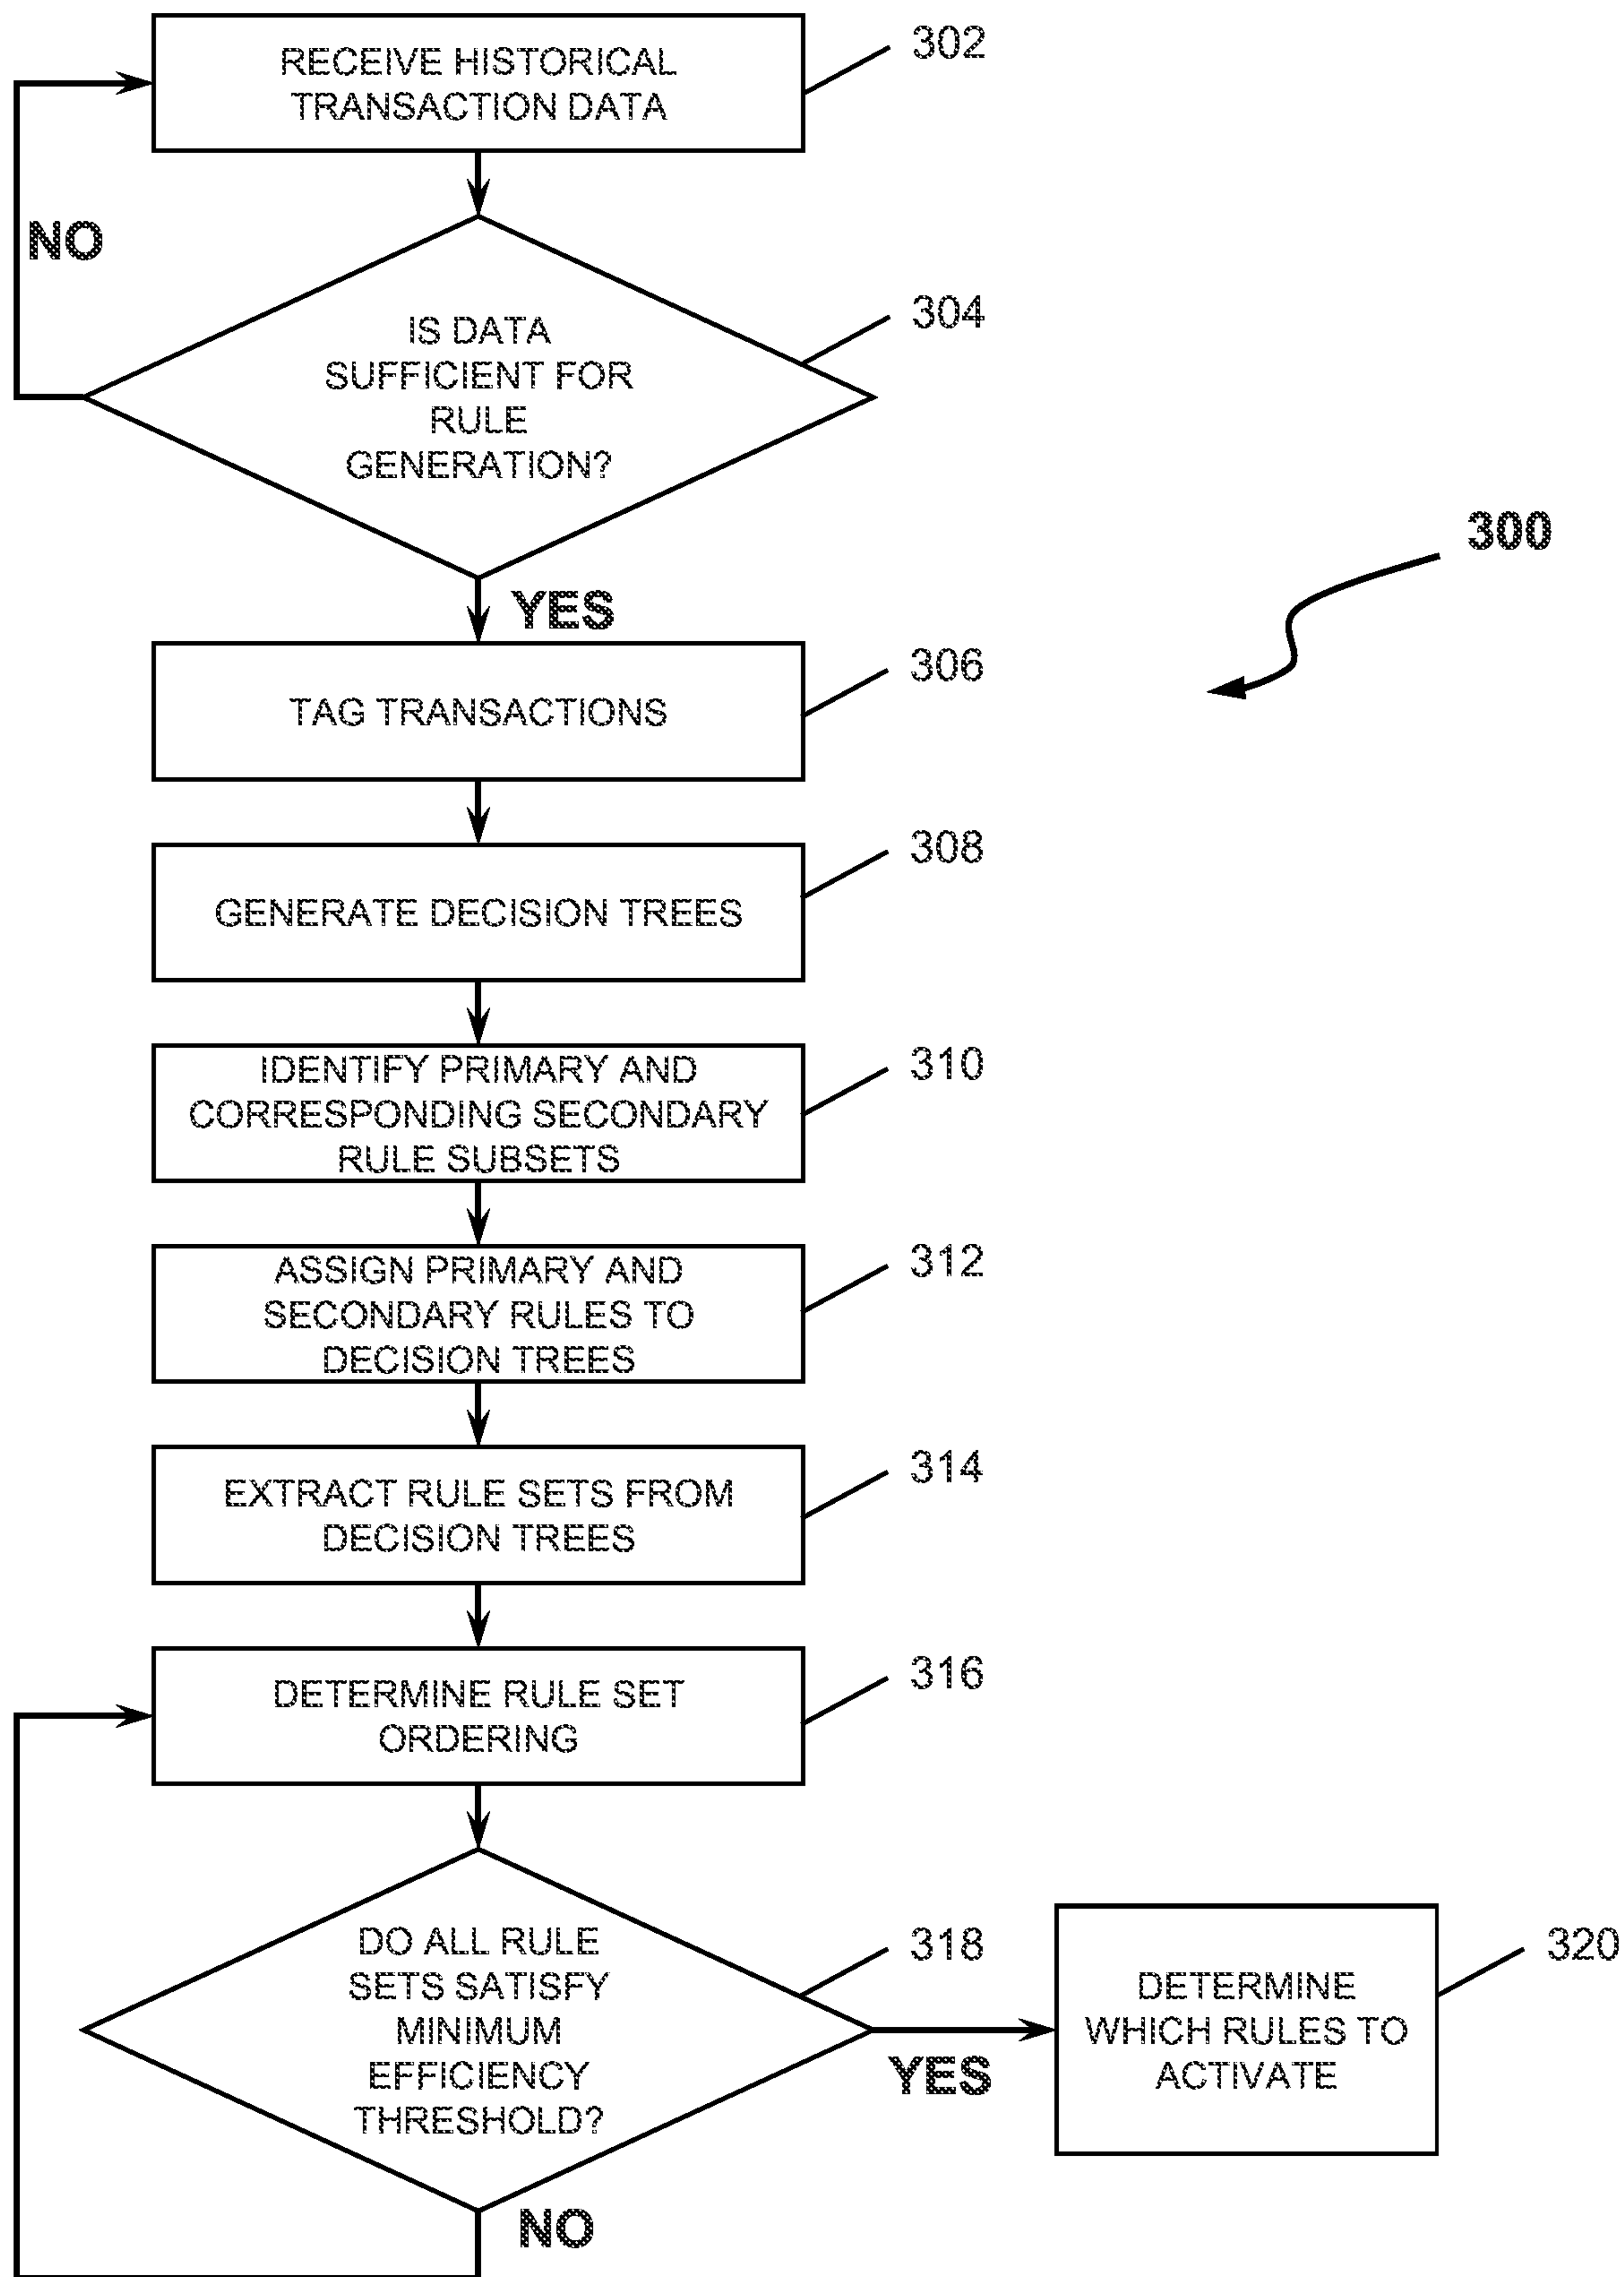 RECEIVE HISTORICAL
TRANSACTION DATA
302
NO
IS DATA
SUFFICIENT FOR
RULE
GENERATION?
304
300
YES
TAG TRANSACTIONS
306
GENERATE DECISION TREES
308
IDENTIFY PRIMARY AND
CORRESPONDING SECONDARY
RULE SUBSETS
310
ASSIGN PRIMARY AND
SECONDARY RULES TO
DECISION TREES
312
EXTRACT RULE SETS FROM
DECISION TREES
314
DETERMINE RULE SET
ORDERING
316
DO ALL RULE
SETS SATISFY
MINIMUM
EFFICIENCY
THRESHOLD?
318
YES
DETERMINE
WHICH RULES TO
ACTIVATE
320
NO